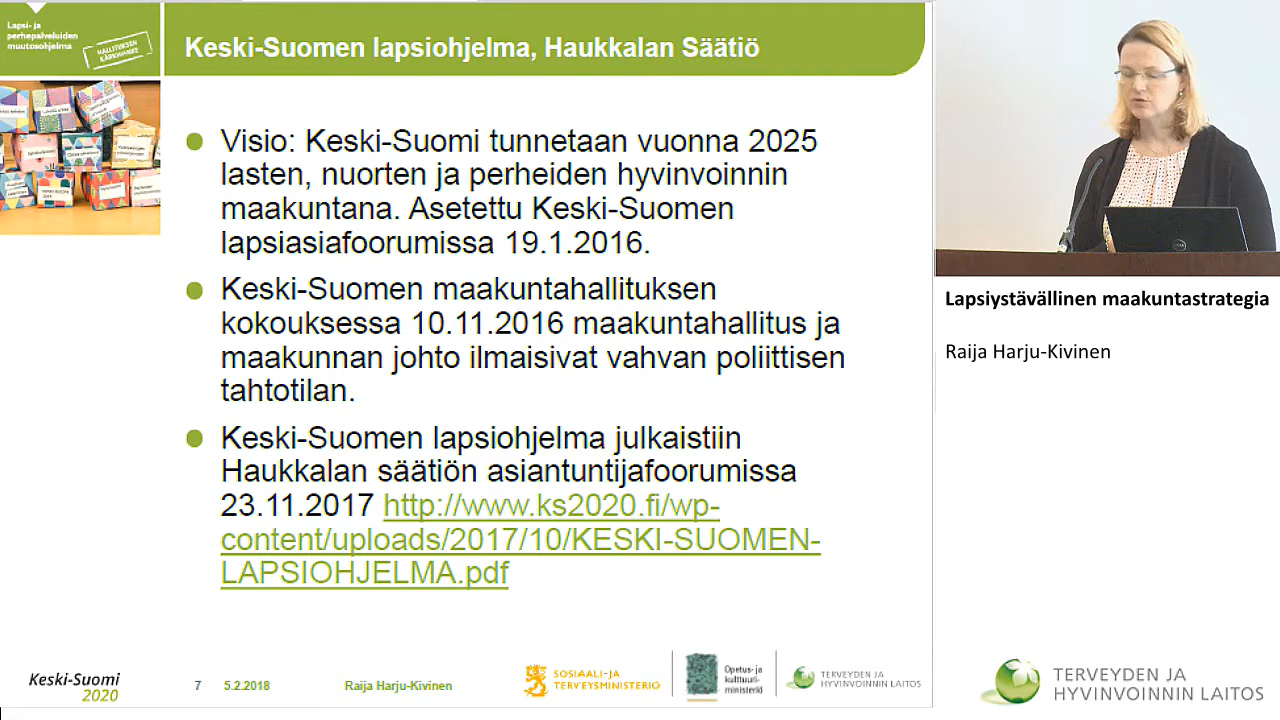 Lapsi- ja
perhepalveluiden
muutosohjelma
HALLITUKSEN
KÄRKIHANKE
Keski-Suomen lapsiohjelma, Haukkalan Säätiö
Visio: Keski-Suomi tunnetaan vuonna 2025
lasten, nuorten ja perheiden hyvinvoinnin
maakuntana. Asetettu Keski-Suomen
lapsiasiafoorumissa 19.1.2016.
Keski-Suomen maakuntahallituksen
kokouksessa 10.11.2016 maakuntahallitus ja
maakunnan johto ilmaisivat vahvan poliittisen
tahtotilan.
Keski-Suomen lapsiohjelma julkaistiin
Haukkalan säätiön asiantuntijafoorumissa
23.11.2017 http://www.ks2020.fi/wp-
content/uploads/2017/10/KESKI-SUOMEN-
LAPSIOHJELMA.pdf
Keski-Suomi
2020
7 5.2.2018 Raija Harju-Kivinen
SOSIAALI- JA
TERVEYSMINISTERIÖ
Opetus- ja
kulttuuri-
ministeriö
TERVEYDEN JA
HYVINVOINNIN LAITOS
DELL
Lapsiystävällinen maakuntastrategia
Raija Harju-Kivinen
TERVEYDEN JA
HYVINVOINNIN LAITOS